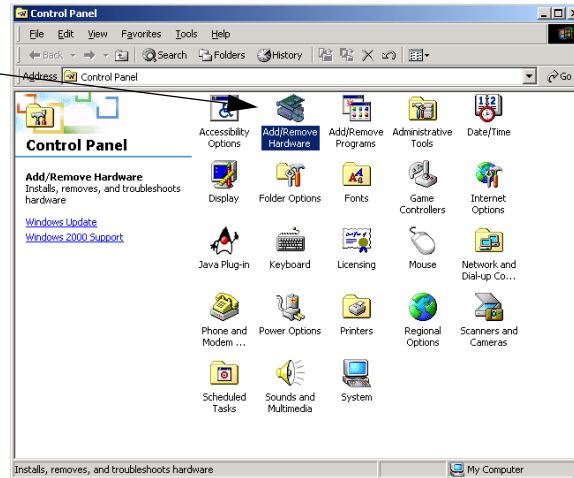 Control Panel
File Edit View Favorites Tools Help
Back Search Folders History
Address Control Panel Go
Control Panel
Add/Remove Hardware
Installs, removes, and troubleshoots
hardware
Windows Update
Windows 2000 Support
Accessibility
Options
Add/Remove
Hardware
Add/Remove
Programs
Administrative
Tools
Date/Time
Display
Folder Options
Fonts
Game
Controllers
Internet
Options
Java Plug-in
Keyboard
Licensing
Mouse
Network and
Dial-up Co...
Phone and
Modem ...
Power Options
Printers
Regional
Options
Scanners and
Cameras
Scheduled
Tasks
Sounds and
Multimedia
System
Installs, removes, and troubleshoots hardware
My Computer